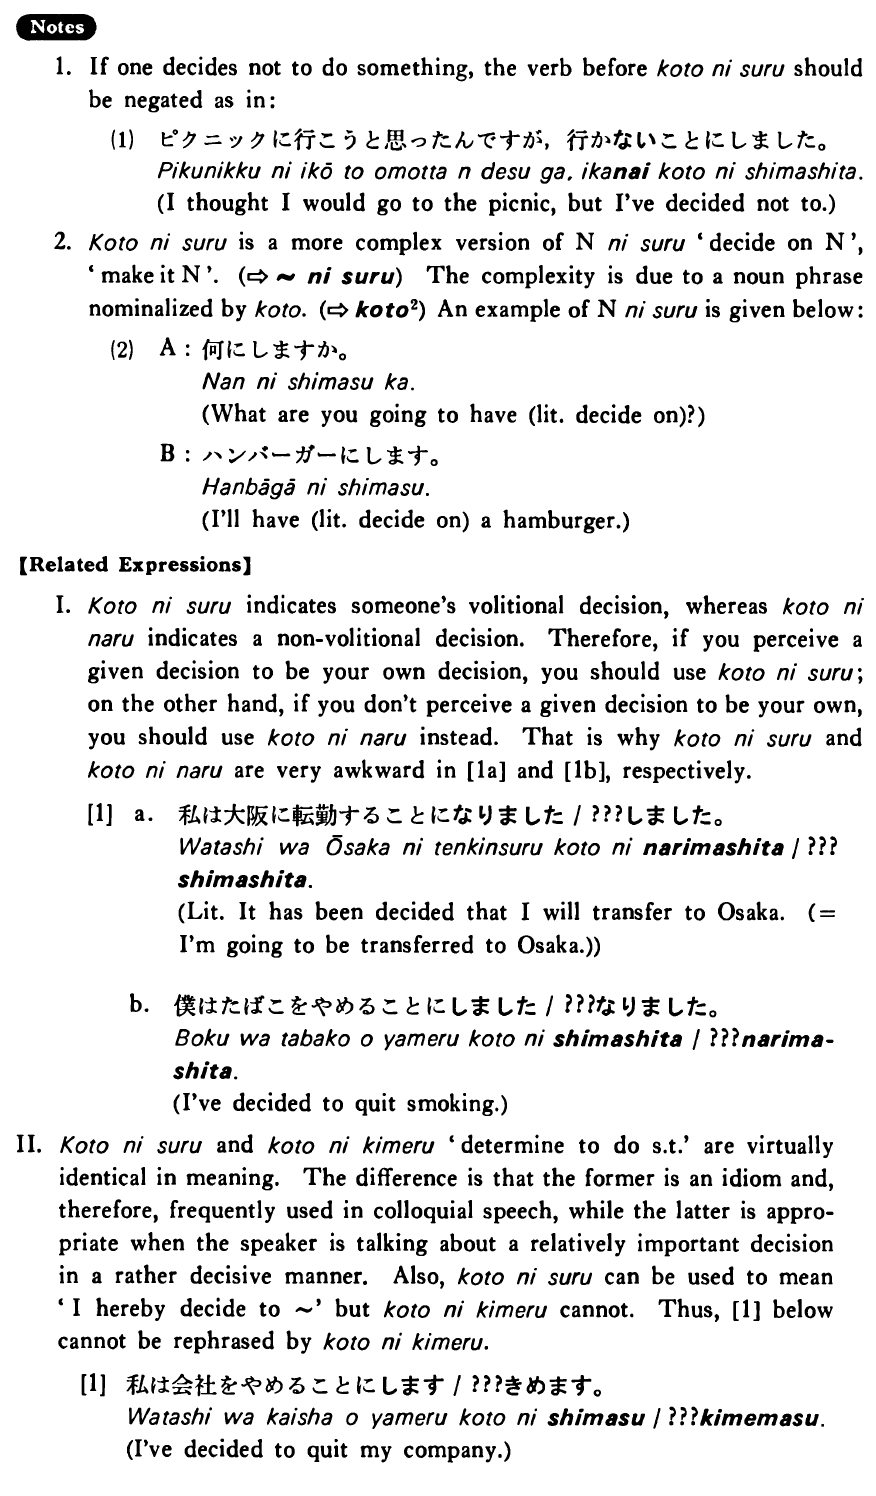 Notes
1. If one decides not to do something, the verb before koto ni suru should
be negated as in:
(1) ピクニックに行こうと思ったんですが，行かないことにしました。
Pikunikku ni ikō to omotta n desu ga, ikanai koto ni shimashita.
(I thought I would go to the picnic, but I've decided not to.)
2. Koto ni suru is a more complex version of N ni suru ‘decide on N’,
‘make it N’. (⇨ ~ ni suru) The complexity is due to a noun phrase
nominalized by koto. (⇨ koto²) An example of N ni suru is given below:
(2) A : 何にしますか。
Nan ni shimasu ka.
(What are you going to have (lit. decide on)?)
B : ハンバーガーにします。
Hanbāgā ni shimasu.
(I'll have (lit. decide on) a hamburger.)
【Related Expressions】
I. Koto ni suru indicates someone's volitional decision, whereas koto ni
naru indicates a non-volitional decision. Therefore, if you perceive a
given decision to be your own decision, you should use koto ni suru;
on the other hand, if you don't perceive a given decision to be your own,
you should use koto ni naru instead. That is why koto ni suru and
koto ni naru are very awkward in [1a] and [1b], respectively.
[1] a. 私は大阪に転勤することになりました / ???しました。
Watashi wa Ōsaka ni tenkinsuru koto ni narimashita / ???
shimashita.
(Lit. It has been decided that I will transfer to Osaka. (=
I'm going to be transferred to Osaka.))
b. 僕はたばこをやめることにしました / ???なりました。
Boku wa tabako o yameru koto ni shimashita / ???narima-
shita.
(I've decided to quit smoking.)
II. Koto ni suru and koto ni kimeru ‘determine to do s.t.’ are virtually
identical in meaning. The difference is that the former is an idiom and,
therefore, frequently used in colloquial speech, while the latter is appro-
priate when the speaker is talking about a relatively important decision
in a rather decisive manner. Also, koto ni suru can be used to mean
‘I hereby decide to ~’ but koto ni kimeru cannot. Thus, [1] below
cannot be rephrased by koto ni kimeru.
[1] 私は会社をやめることにします / ???きめます。
Watashi wa kaisha o yameru koto ni shimasu / ???kimemasu.
(I've decided to quit my company.)